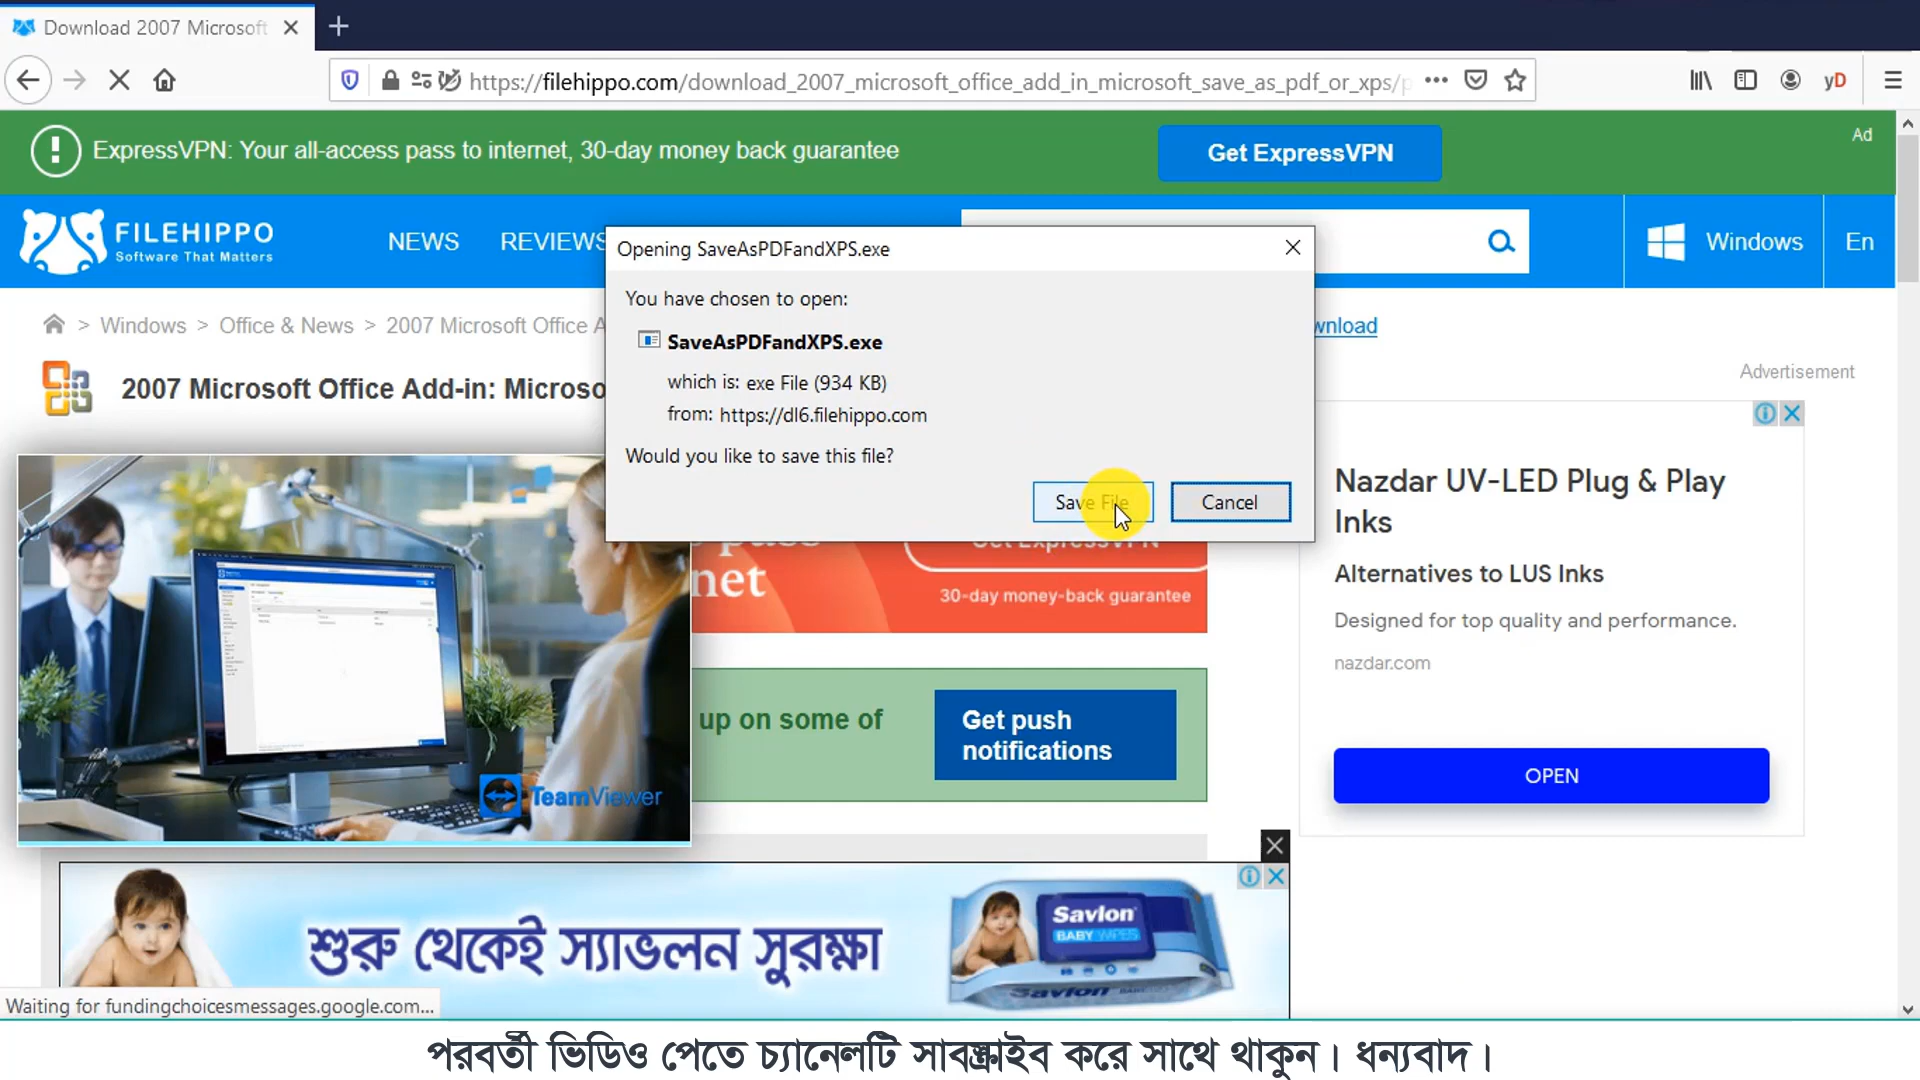 Download 2007 Microsoft
https://filehippo.com/download_2007_microsoft_office_add_in_microsoft_save_as_pdf_or_xps/p
yD
ExpressVPN: Your all-access pass to internet, 30-day money back guarantee
Get ExpressVPN
Ad
FILEHIPPO
Software That Matters
NEWS
REVIEWS
Windows
En
> Windows > Office & News > 2007 Microsoft Office A
wnload
Opening SaveAsPDFandXPS.exe
You have chosen to open:
SaveAsPDFandXPS.exe
which is: exe File (934 KB)
from: https://dl6.filehippo.com
Would you like to save this file?
Save File
Cancel
2007 Microsoft Office Add-in: Microso
Advertisement
Nazdar UV-LED Plug & Play
Inks
Alternatives to LUS Inks
Designed for top quality and performance.
nazdar.com
OPEN
pass
net
Get ExpressVPN
30-day money-back guarantee
up on some of
Get push
notifications
TeamViewer
শুরু থেকেই স্যাভলন সুরক্ষা
Savlon
BABY WIPES
Savlon
Waiting for fundingchoicesmessages.google.com...
পরবর্তী ভিডিও পেতে চ্যানেলটি সাবস্ক্রাইব করে সাথে থাকুন। ধন্যবাদ।